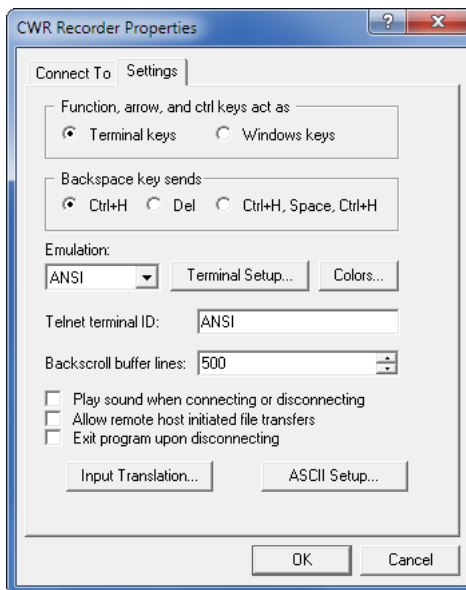 CWR Recorder Properties
Connect To Settings
Function, arrow, and ctrl keys act as
Terminal keys Windows keys
Backspace key sends
Ctrl+H Del Ctrl+H, Space, Ctrl+H
Emulation:
ANSI Terminal Setup... Colors...
Telnet terminal ID: ANSI
Backscroll buffer lines: 500
Play sound when connecting or disconnecting
Allow remote host initiated file transfers
Exit program upon disconnecting
Input Translation... ASCII Setup...
OK Cancel